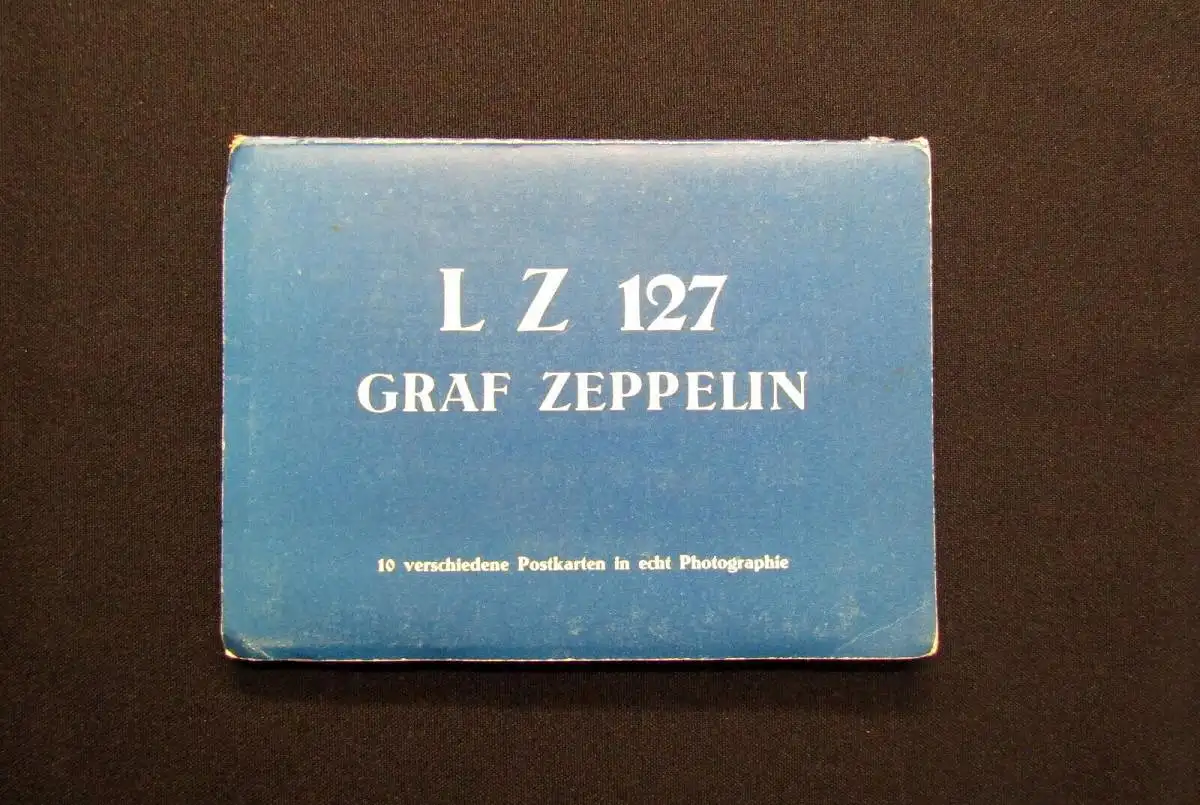 L Z 127
GRAF ZEPPELIN
10 verschiedene Postkarten in echt Photographie